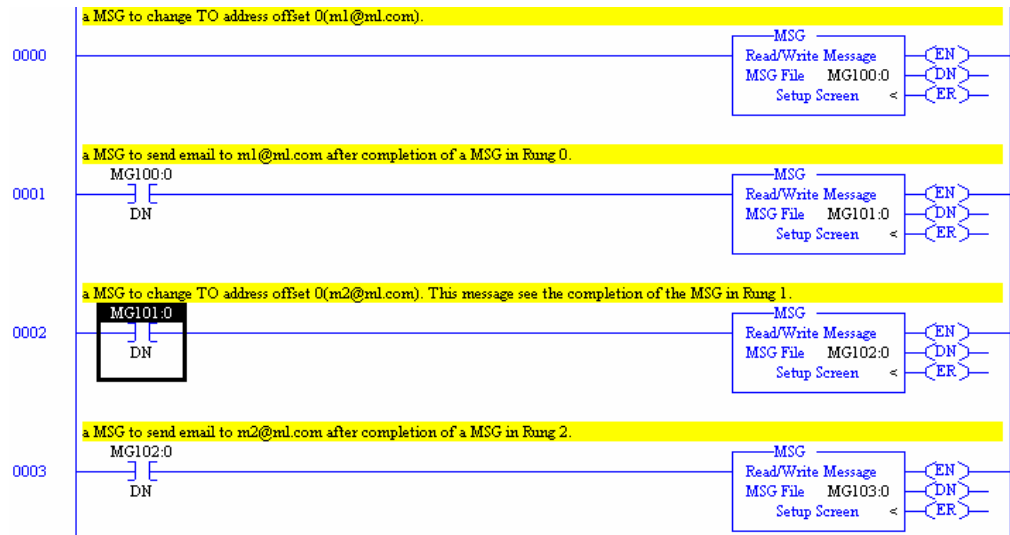 a MSG to change TO address offset 0(m1@ml.com).
0000
MSG
Read/Write Message
MSG File MG100:0
Setup Screen <
EN
DN
ER
a MSG to send email to m1@ml.com after completion of a MSG in Rung 0.
0001
MG100:0
DN
MSG
Read/Write Message
MSG File MG101:0
Setup Screen <
EN
DN
ER
a MSG to change TO address offset 0(m2@ml.com). This message see the completion of the MSG in Rung 1.
0002
MG101:0
DN
MSG
Read/Write Message
MSG File MG102:0
Setup Screen <
EN
DN
ER
a MSG to send email to m2@ml.com after completion of a MSG in Rung 2.
0003
MG102:0
DN
MSG
Read/Write Message
MSG File MG103:0
Setup Screen <
EN
DN
ER